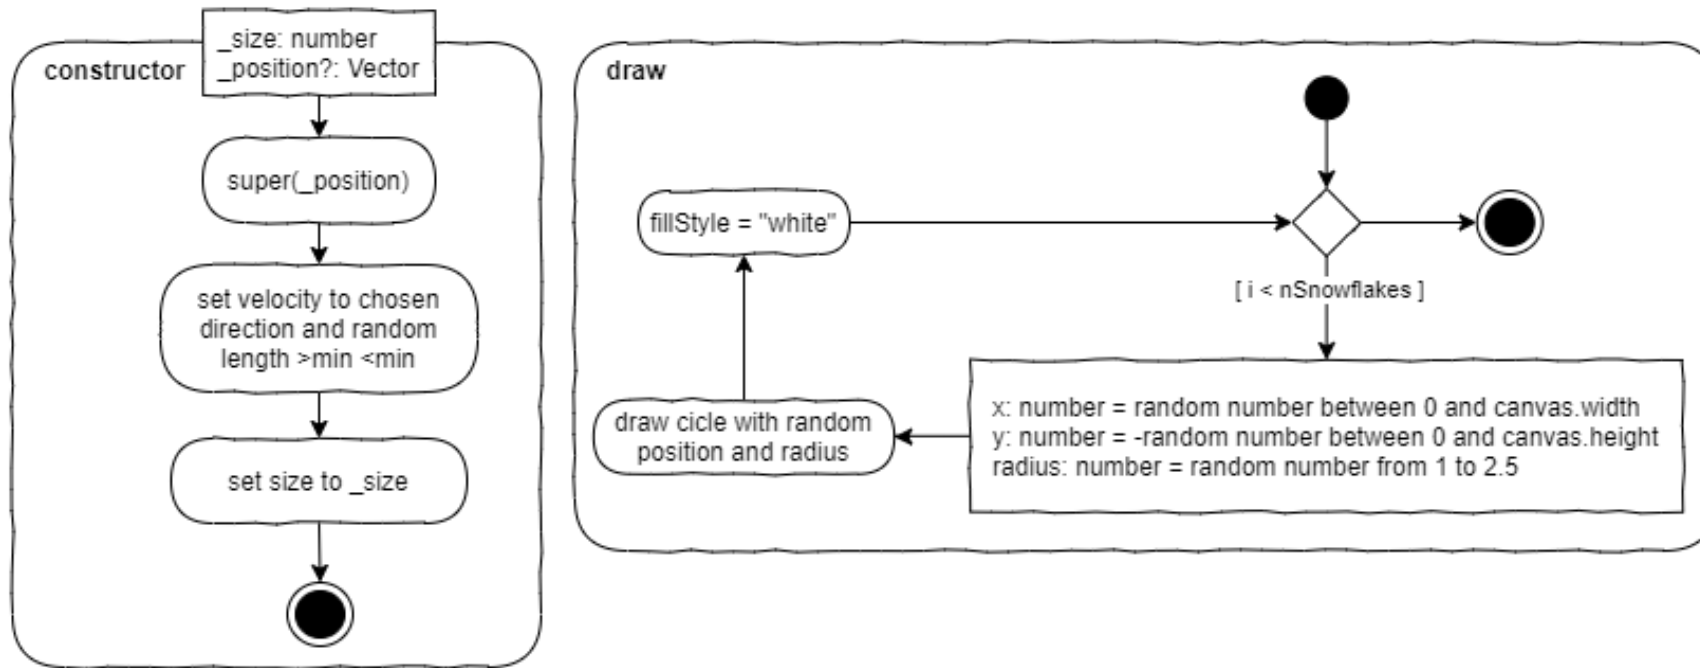 _size: number
_position?: Vector
constructor
super(_position)
set velocity to chosen
direction and random
length >min <min
set size to _size
draw
fillStyle = "white"
[ i < nSnowflakes ]
x: number = random number between 0 and canvas.width
y: number = -random number between 0 and canvas.height
radius: number = random number from 1 to 2.5
draw cicle with random
position and radius